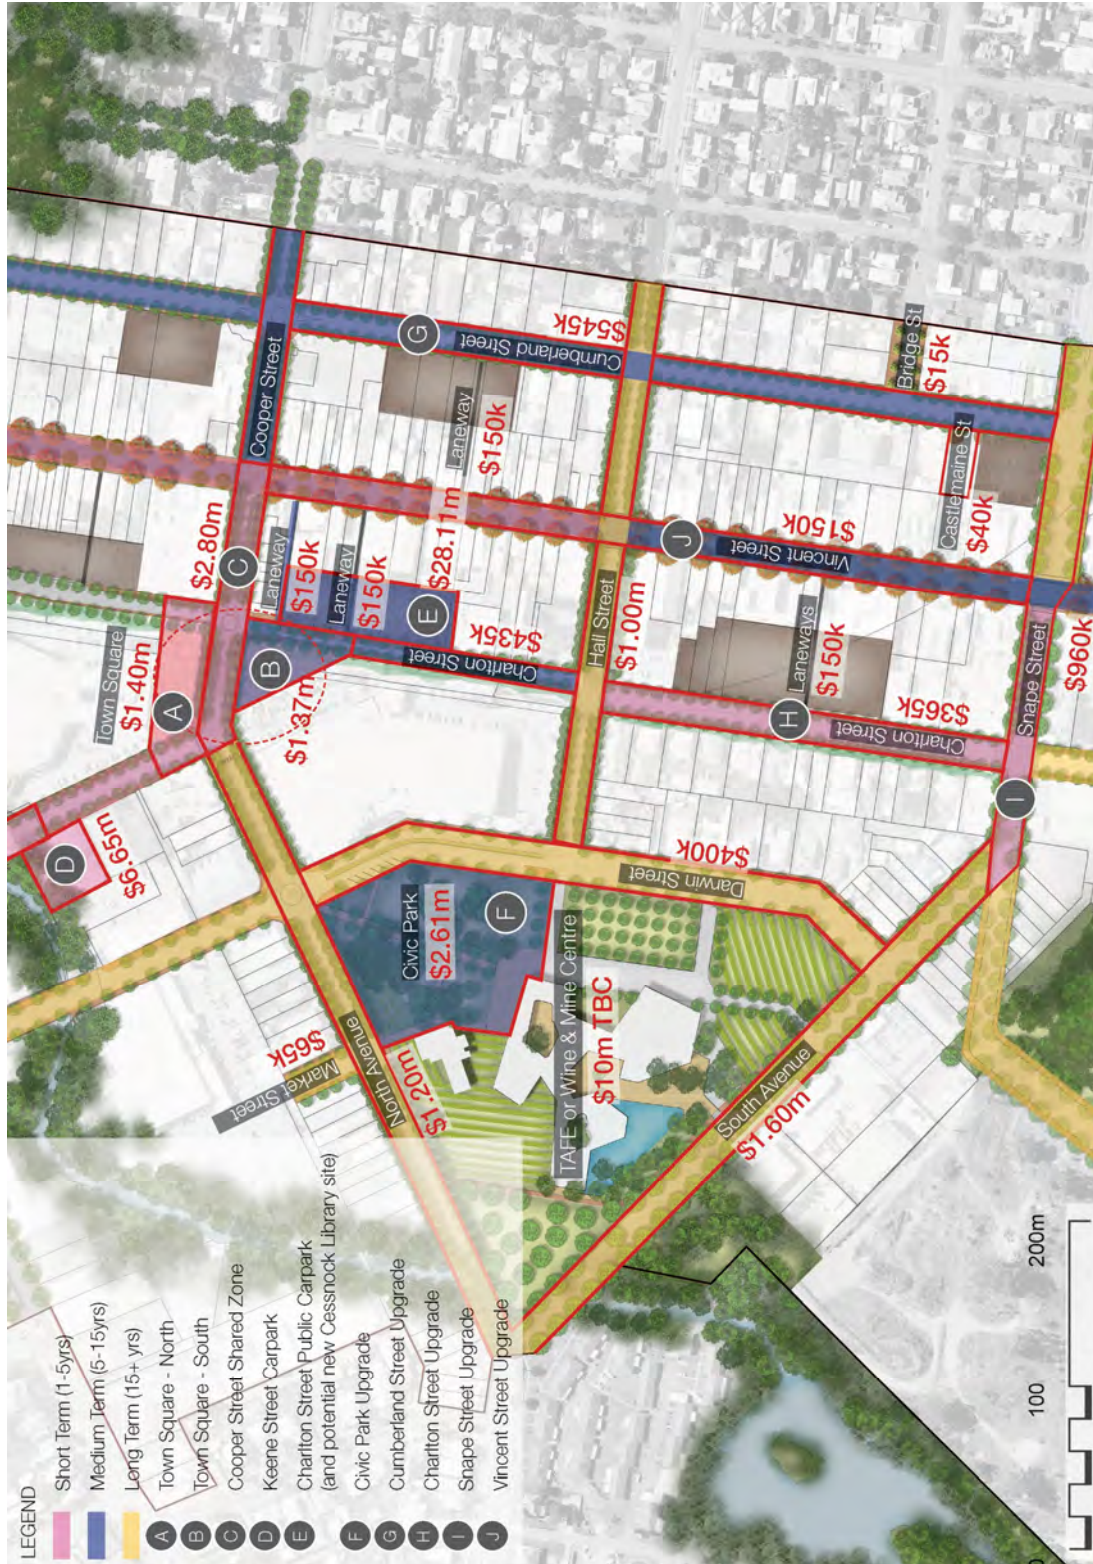 LEGEND
Short Term (1-5yrs)
Medium Term (5-15yrs)
Long Term (15+ yrs)
A Town Square - North
B Town Square - South
C Cooper Street Shared Zone
D Keene Street Carpark
E Charlton Street Public Carpark
(and potential new Cessnock Library site)
F Civic Park Upgrade
G Cumberland Street Upgrade
H Charlton Street Upgrade
I Snape Street Upgrade
J Vincent Street Upgrade
D
$6.65m
Town Square
$1.40m
A
$2.80m
C
Cooper Street
B
$1.37m
Laneway
$150k
Laneway
$150k
E
$28.11m
Laneway
$150k
G
Cumberland Street
$545k
Charlton Street
$435k
Market Street
$65k
North Avenue
$1.20m
Civic Park
$2.61m
F
Hall Street
$1.00m
TAFE or Wine & Mine Centre
$10m TBC
Darwin Street
$400k
South Avenue
$1.60m
H
Laneways
$150k
Charlton Street
$365k
J
Vincent Street
$150k
Bridge St
$15k
Castlemaine St
$40k
I
Snape Street
$960k
100
200m